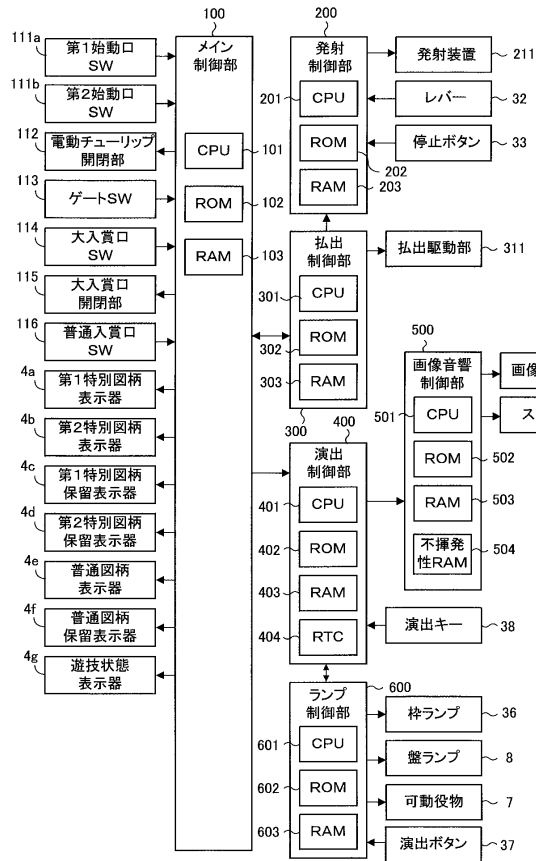 100
メイン
制御部
CPU
101
ROM
102
RAM
103
111a
第1始動口
SW
111b
第2始動口
SW
112
電動チューリップ
開閉部
113
ゲートSW
114
大入賞口
SW
115
大入賞口
開閉部
116
普通入賞口
SW
4a
第1特別図柄
表示器
4b
第2特別図柄
表示器
4c
第1特別図柄
保留表示器
4d
第2特別図柄
保留表示器
4e
普通図柄
表示器
4f
普通図柄
保留表示器
4g
遊技状態
表示器
200
発射
制御部
201
CPU
ROM
202
RAM
203
発射装置
211
レバー
32
停止ボタン
33
払出
制御部
301
CPU
302
ROM
303
RAM
300
払出駆動部
311
400
演出
制御部
401
CPU
402
ROM
403
RAM
404
RTC
500
画像音響
制御部
501
CPU
ROM
502
RAM
503
不揮発
性RAM
504
画像
ス
演出キー
38
600
ランプ
制御部
601
CPU
602
ROM
603
RAM
枠ランプ
36
盤ランプ
8
可動役物
7
演出ボタン
37